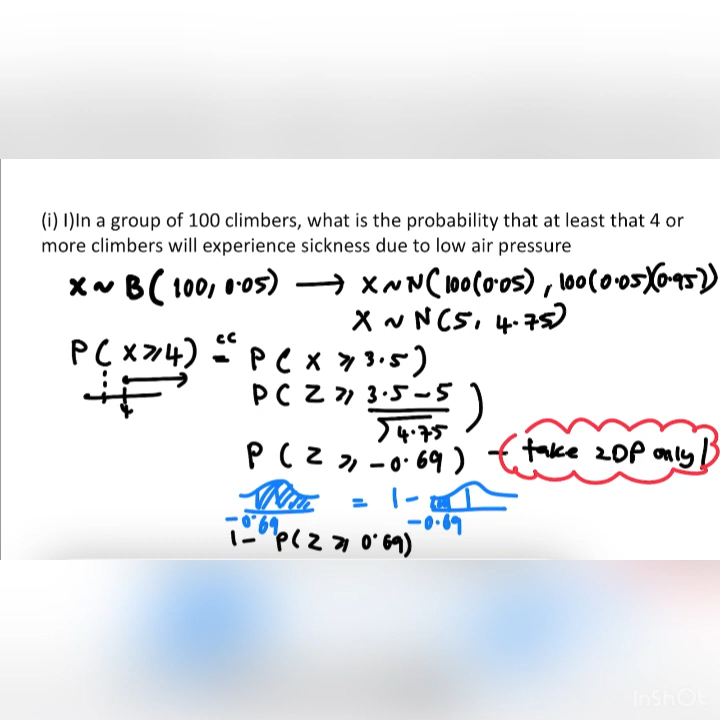 (i) I)In a group of 100 climbers, what is the probability that at least that 4 or
more climbers will experience sickness due to low air pressure
X ~ B( 100, 0.05) → X ~ N( 100(0.05) , 100(0.05)(0.95))
X ~ N(5, 4.75)
P( X ≥ 4) cc = P( X ≥ 3.5)
4
P( Z ≥ (3.5 - 5)/√4.75 )
P ( Z ≥ -0.69 ) take 2DP only!
= 1 -
-0.69 -0.69
1 - P(Z ≥ 0.69)
InShOt